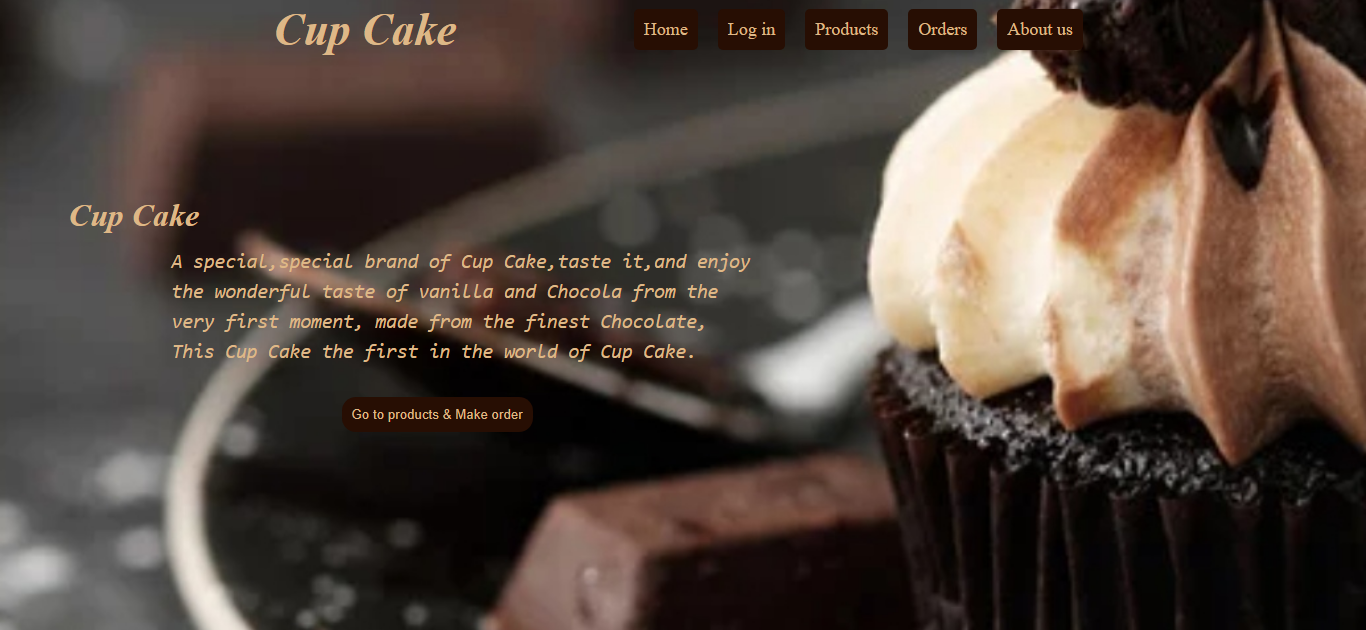 Cup Cake
Home
Log in
Products
Orders
About us
Cup Cake
A special,special brand of Cup Cake,taste it,and enjoy
the wonderful taste of vanilla and Chocola from the
very first moment, made from the finest Chocolate,
This Cup Cake the first in the world of Cup Cake.
Go to products & Make order